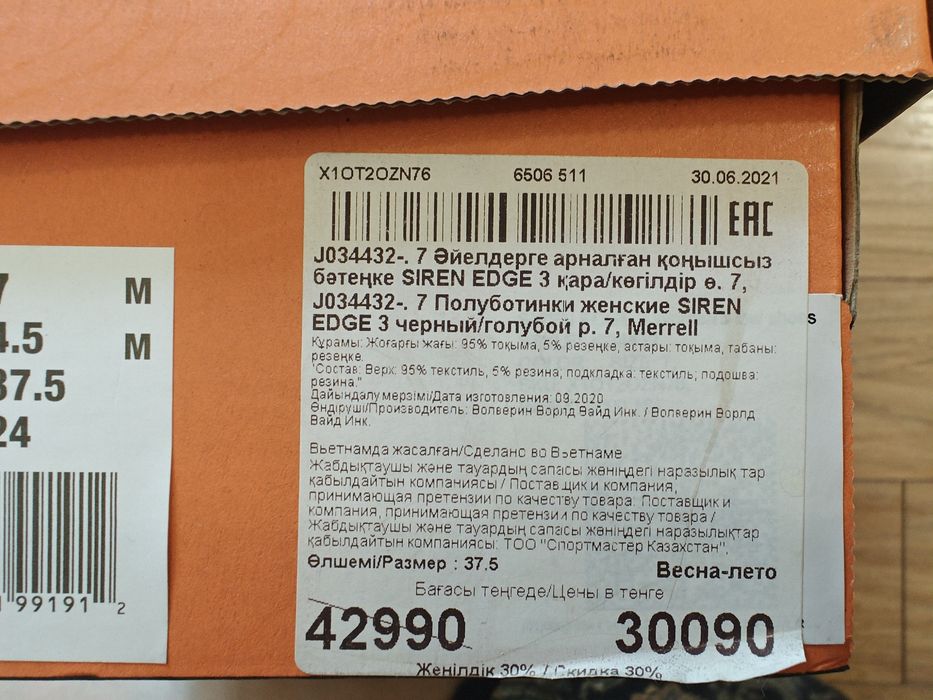 7 M
4.5 M
37.5
24
99191 2
X1OT2OZN76 6506 511 30.06.2021
EAC
J034432-. 7 Әйелдерге арналған қонышсыз
бәтеңке SIREN EDGE 3 қара/көгілдір ө. 7,
J034432-. 7 Полуботинки женские SIREN
EDGE 3 черный/голубой р. 7, Merrell
Құрамы: Жоғарғы жағы: 95% тоқыма, 5% резеңке, астары: тоқыма, табаны:
резеңке.
"Состав: Верх: 95% текстиль, 5% резина; подкладка: текстиль; подошва:
резина."
Дайындалу мерзімі/Дата изготовления: 09.2020
Өндіруші/Производитель: Волверин Ворлд Вайд Инк. / Волверин Ворлд
Вайд Инк.
Вьетнамда жасалған/Сделано во Вьетнаме
Жабдықтаушы және тауардың сапасы жөніндегі наразылық тар
қабылдайтын компаниясы / Поставщик и компания,
принимающая претензии по качеству товара: Поставщик и
компания, принимающая претензии по качеству товара /
Жабдықтаушы және тауардың сапасы жөніндегі наразылықтар
қабылдайтын компаниясы: ТОО "Спортмастер Казахстан",
Өлшемі/Размер : 37.5
Весна-лето
Бағасы теңгеде/Цены в тенге
42990 30090
Жеңілдік 30% / Скидка 30%
s